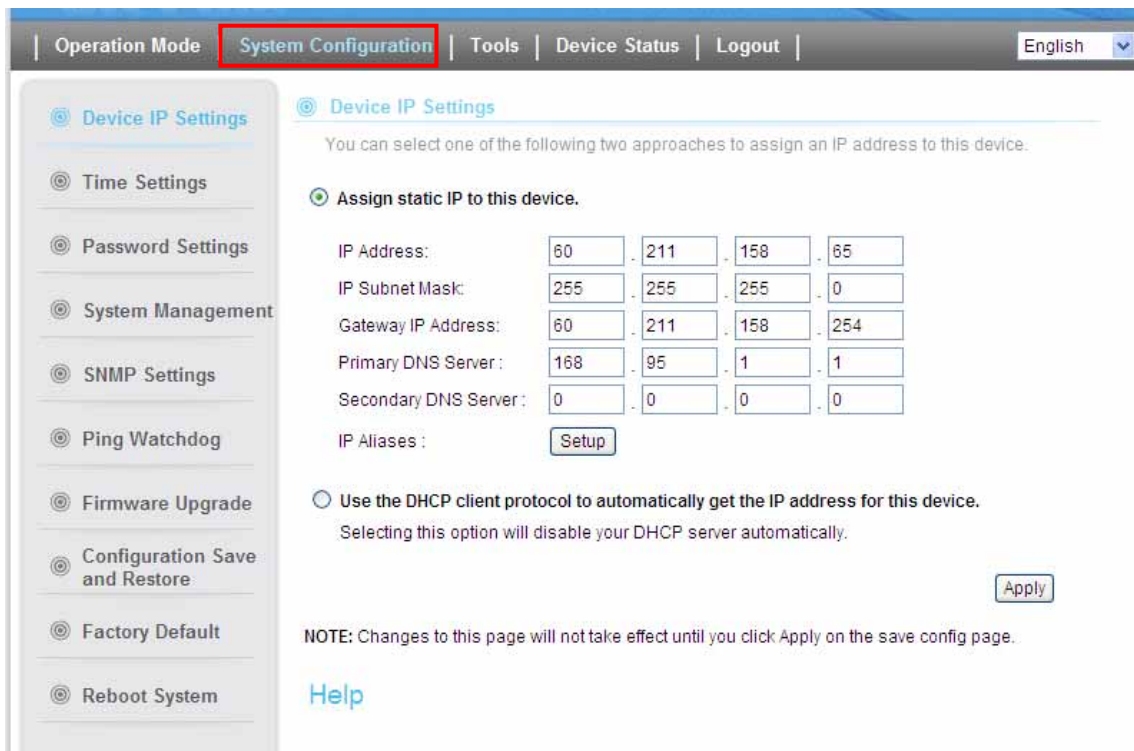 Operation Mode | System Configuration | Tools | Device Status | Logout | English
Device IP Settings
Time Settings
Password Settings
System Management
SNMP Settings
Ping Watchdog
Firmware Upgrade
Configuration Save
and Restore
Factory Default
Reboot System
Device IP Settings
You can select one of the following two approaches to assign an IP address to this device.
Assign static IP to this device.
IP Address: 60 . 211 . 158 . 65
IP Subnet Mask: 255 . 255 . 255 . 0
Gateway IP Address: 60 . 211 . 158 . 254
Primary DNS Server : 168 . 95 . 1 . 1
Secondary DNS Server : 0 . 0 . 0 . 0
IP Aliases : Setup
Use the DHCP client protocol to automatically get the IP address for this device.
Selecting this option will disable your DHCP server automatically.
Apply
NOTE: Changes to this page will not take effect until you click Apply on the save config page.
Help